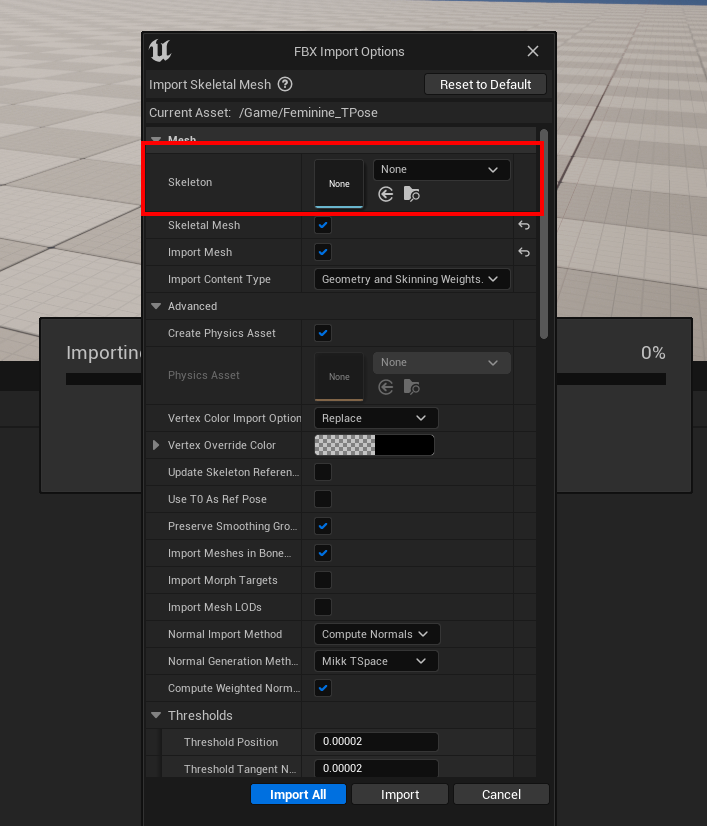 FBX Import Options
Import Skeletal Mesh ?
Reset to Default
Current Asset: /Game/Feminine_TPose
Mesh
Skeleton
None
None
Skeletal Mesh
Import Mesh
Import Content Type
Geometry and Skinning Weights.
Advanced
Importin
0%
Create Physics Asset
Physics Asset
None
None
Vertex Color Import Option
Replace
Vertex Override Color
Update Skeleton Referen...
Use T0 As Ref Pose
Preserve Smoothing Gro...
Import Meshes in Bone...
Import Morph Targets
Import Mesh LODs
Normal Import Method
Compute Normals
Normal Generation Meth...
Mikk TSpace
Compute Weighted Norm...
Thresholds
Threshold Position
0.00002
Threshold Tangent N...
0.00002
Import All
Import
Cancel